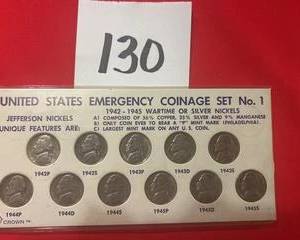 130
UNITED STATES EMERGENCY COINAGE SET No. 1
1942-1945 WARTIME OR SILVER NICKELS
JEFFERSON NICKELS
UNIQUE FEATURES ARE:
A) COMPOSED OF 56% COPPER, 35% SILVER AND 9% MANGANESE
B) ONLY COIN EVER TO BEAR A "P" MINT MARK (PHILADELPHIA).
C) LARGEST MINT MARK ON ANY U.S. COIN.
1942P 1942S 1943P 1943D 1943S
1944P 1944D 1944S 1945P 1945D 1945S
CROWN™